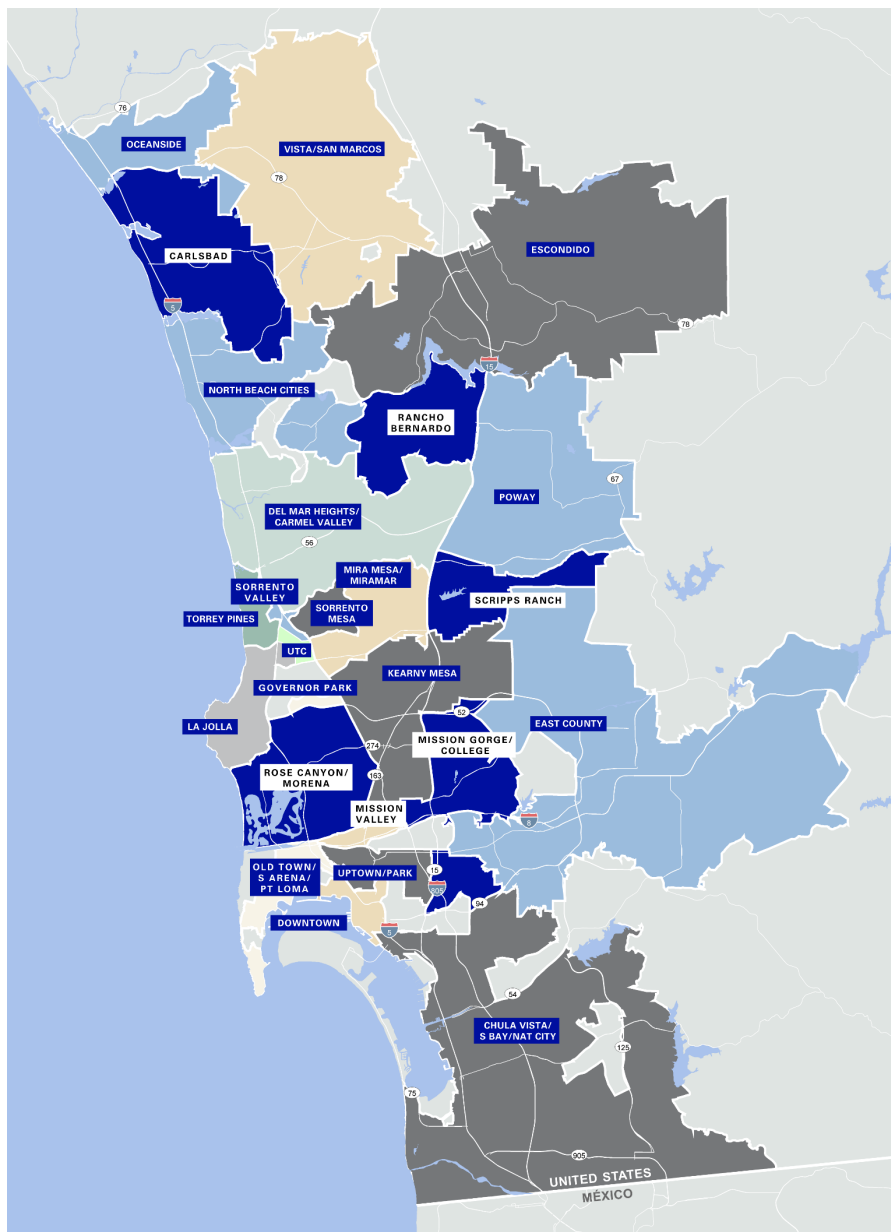 76
OCEANSIDE
VISTA/SAN MARCOS
78
CARLSBAD
ESCONDIDO
5
78
15
NORTH BEACH CITIES
RANCHO
BERNARDO
67
POWAY
DEL MAR HEIGHTS/
CARMEL VALLEY
56
MIRA MESA/
MIRAMAR
SORRENTO
VALLEY
SCRIPPS RANCH
SORRENTO
MESA
TORREY PINES
UTC
KEARNY MESA
GOVERNOR PARK
52
LA JOLLA
EAST COUNTY
MISSION GORGE/
COLLEGE
274
163
ROSE CANYON/
MORENA
MISSION
VALLEY
8
OLD TOWN/
S ARENA/
PT LOMA
UPTOWN/PARK
15
805
94
DOWNTOWN
5
54
CHULA VISTA/
S BAY/NAT CITY
125
75
905
UNITED STATES
MÉXICO